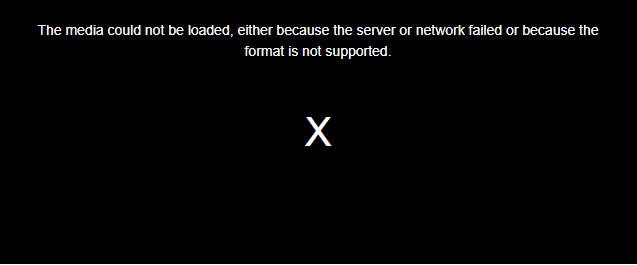 The media could not be loaded, either because the server or network failed or because the
format is not supported.
X